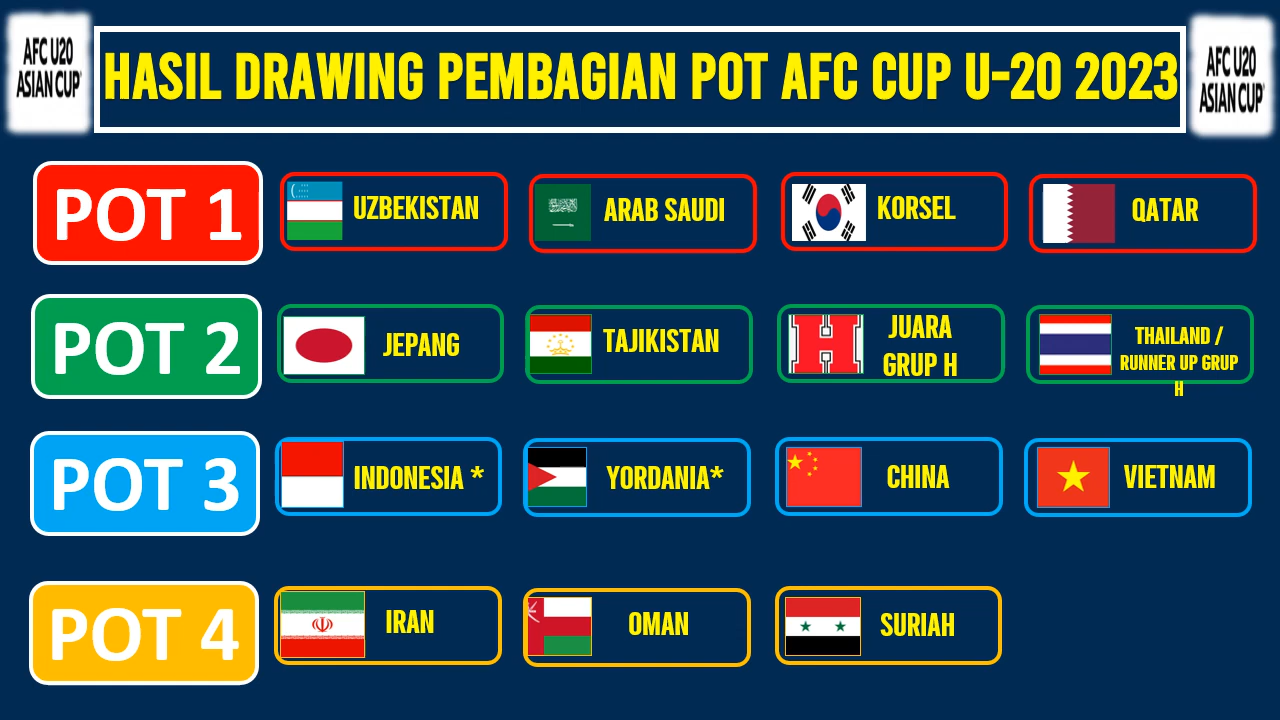 AFC U20
ASIAN CUP
HASIL DRAWING PEMBAGIAN POT AFC CUP U-20 2023
AFC U20
ASIAN CUP
POT 1
UZBEKISTAN
ARAB SAUDI
KORSEL
QATAR
POT 2
JEPANG
TAJIKISTAN
H
JUARA
GRUP H
THAILAND /
RUNNER UP GRUP
H
POT 3
INDONESIA *
YORDANIA*
CHINA
VIETNAM
POT 4
IRAN
OMAN
SURIAH